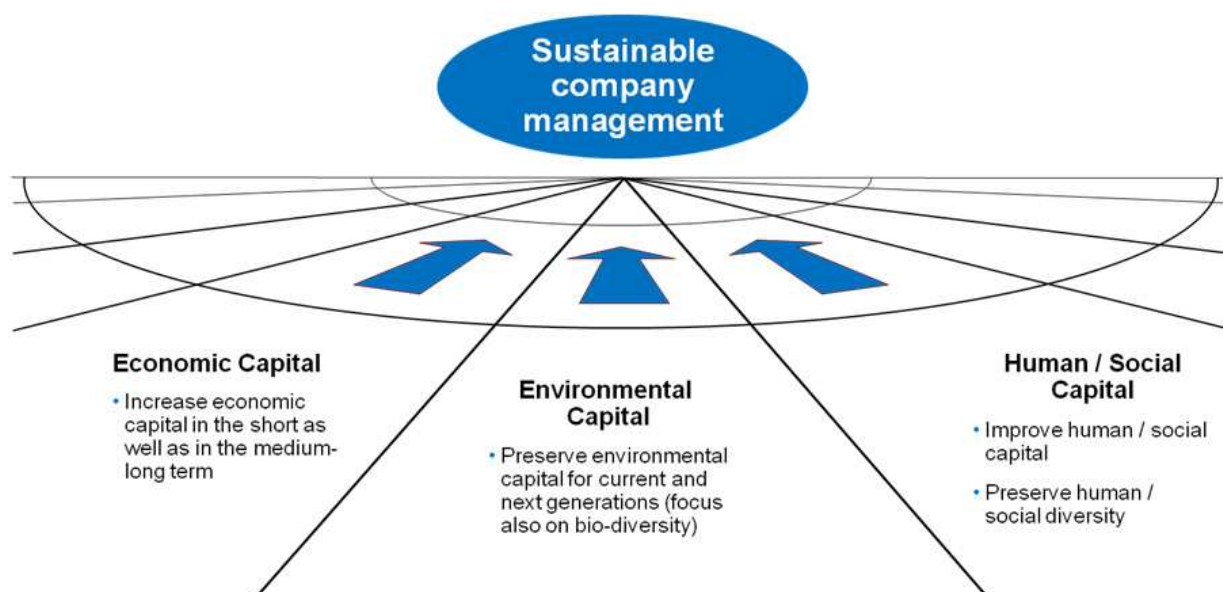 Sustainable
company
management
Economic Capital
• Increase economic
capital in the short as
well as in the medium-
long term
Environmental
Capital
• Preserve environmental
capital for current and
next generations (focus
also on bio-diversity)
Human / Social
Capital
• Improve human / social
capital
• Preserve human /
social diversity